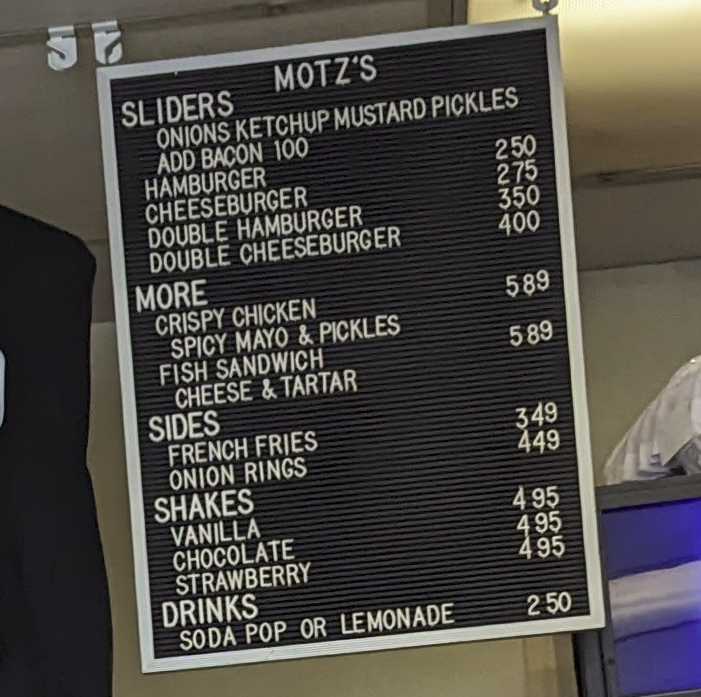 MOTZ'S
SLIDERS
ONIONS KETCHUP MUSTARD PICKLES
ADD BACON 100
HAMBURGER 250
CHEESEBURGER 275
DOUBLE HAMBURGER 350
DOUBLE CHEESEBURGER 400
MORE
CRISPY CHICKEN 589
SPICY MAYO & PICKLES
FISH SANDWICH 589
CHEESE & TARTAR
SIDES
FRENCH FRIES 349
ONION RINGS 449
SHAKES
VANILLA 495
CHOCOLATE 495
STRAWBERRY 495
DRINKS
SODA POP OR LEMONADE 250